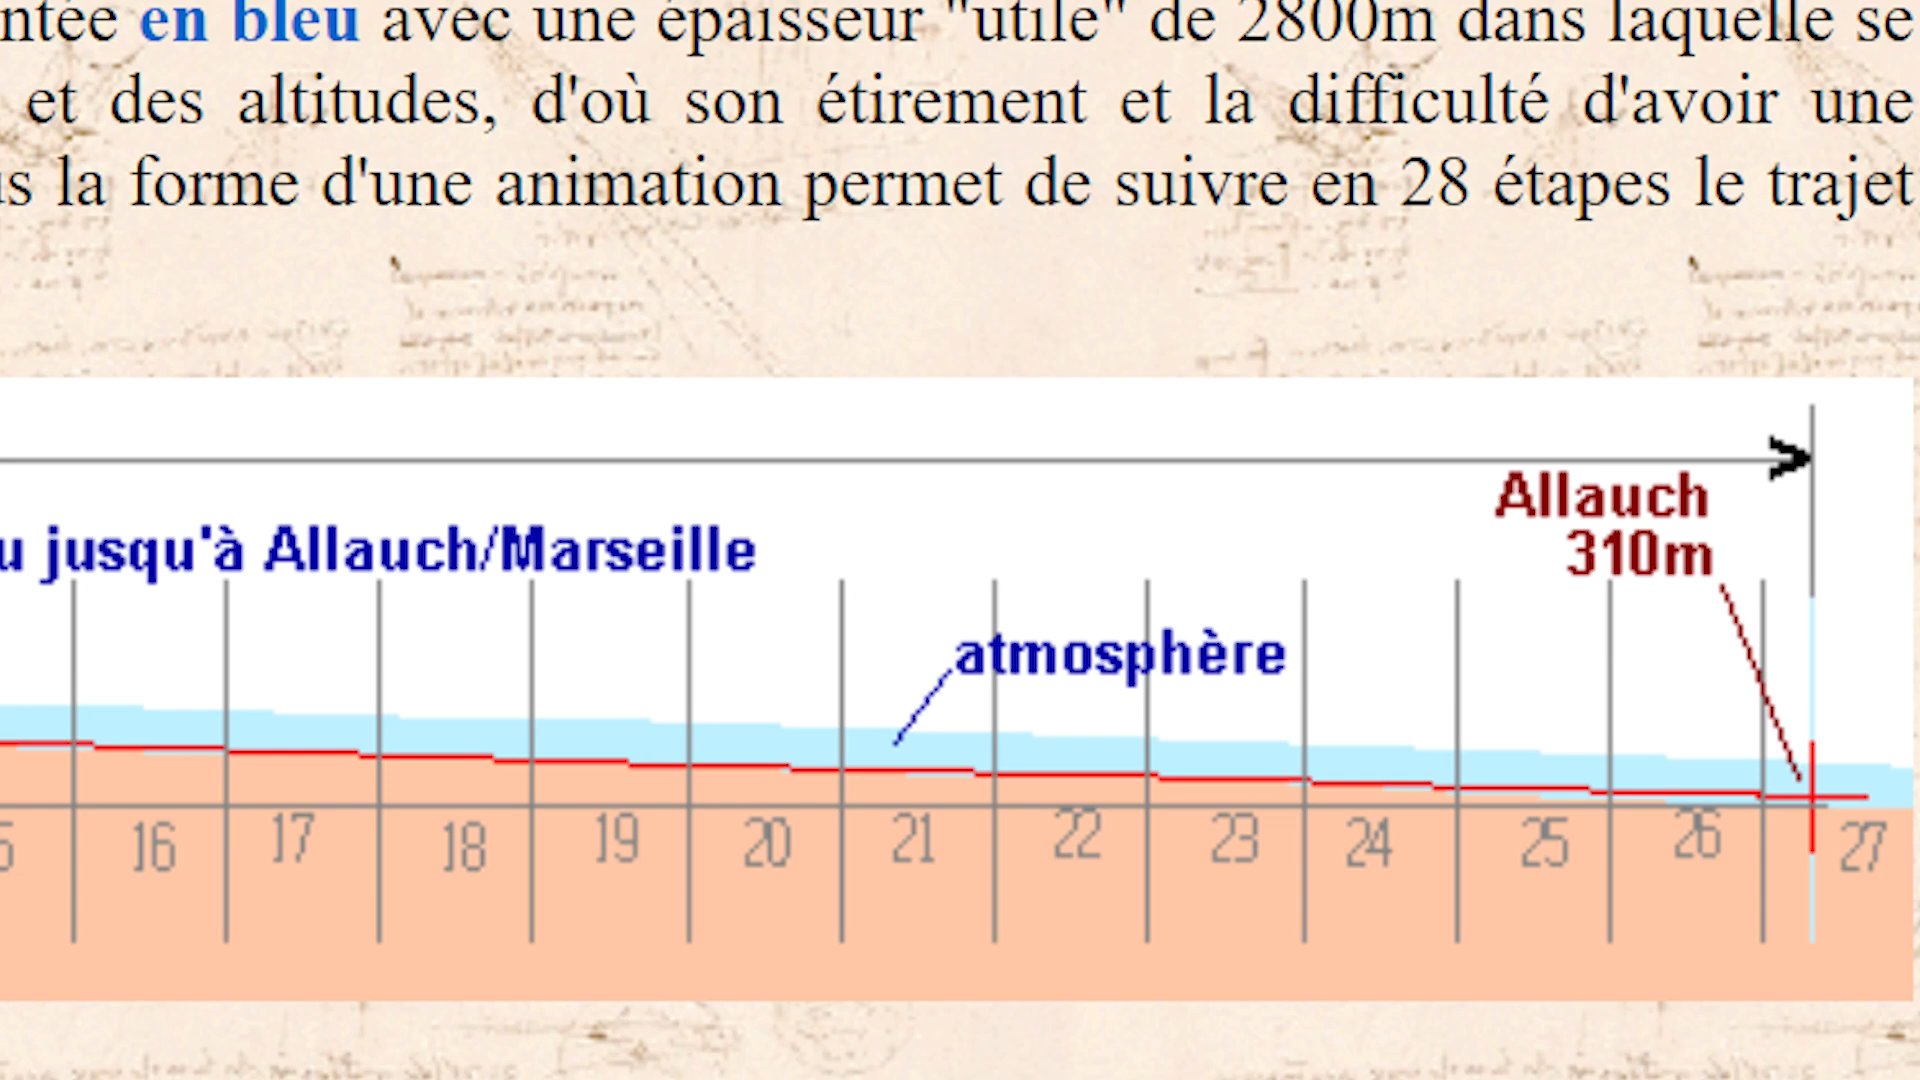 ntée en bleu avec une épaisseur "utile" de 2800m dans laquelle se
et des altitudes, d'où son étirement et la difficulté d'avoir une
us la forme d'une animation permet de suivre en 28 étapes le trajet
Allauch
310m
u jusqu'à Allauch/Marseille
atmosphère
5 16 17 18 19 20 21 22 23 24 25 26 27